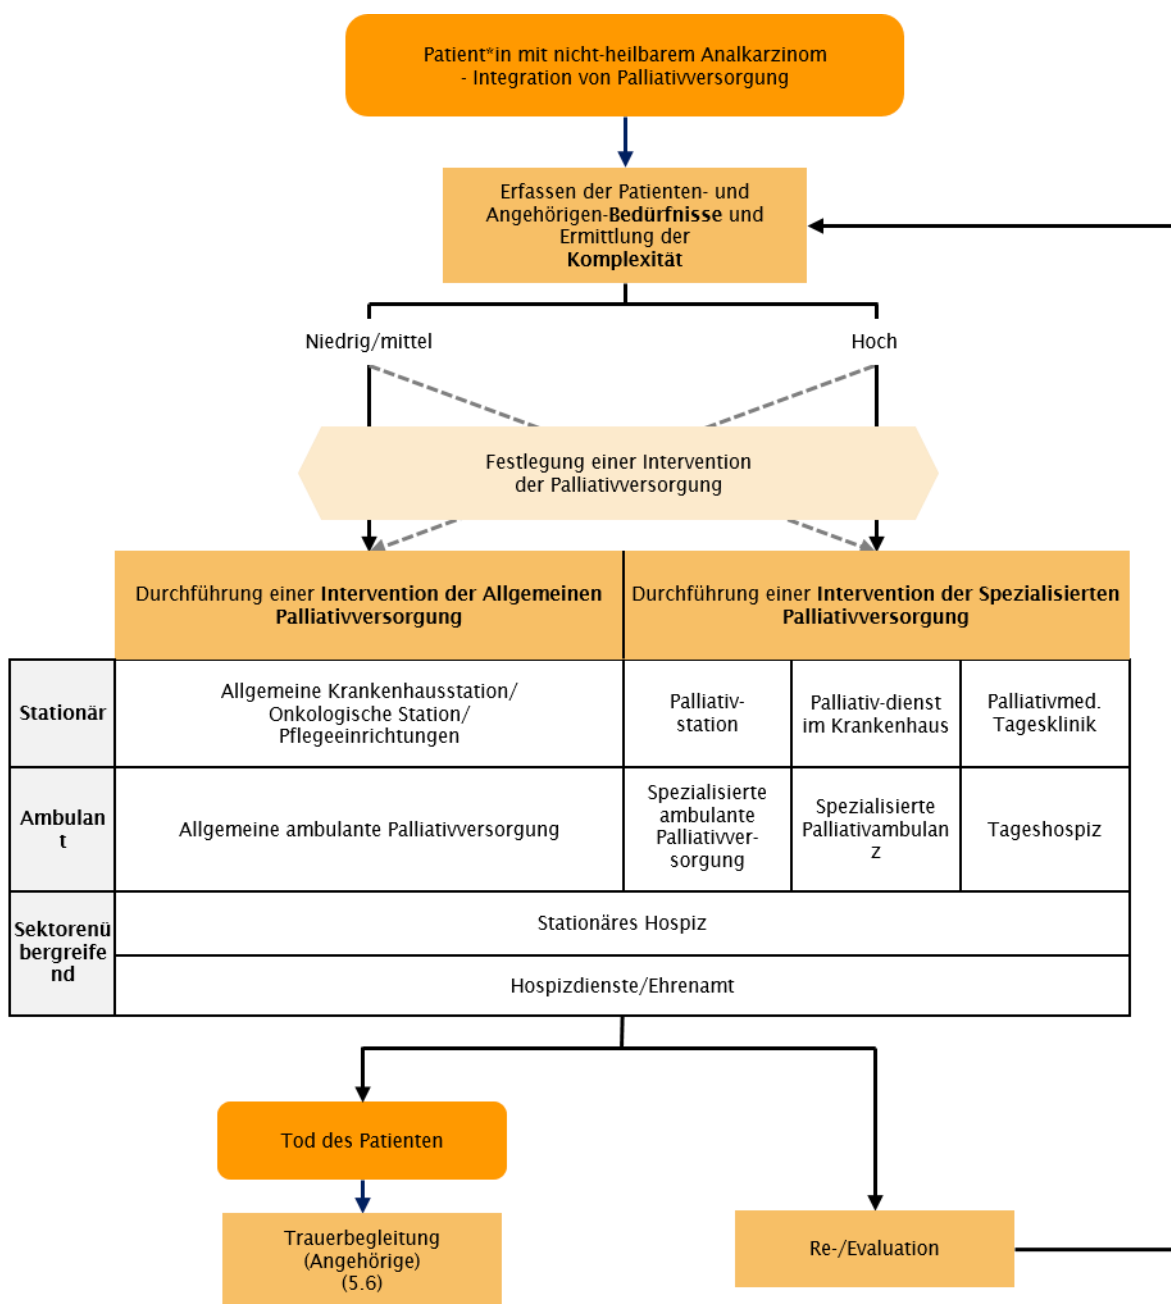 Patient*in mit nicht-heilbarem Analkarzinom
- Integration von Palliativversorgung
Erfassen der Patienten- und
Angehörigen-Bedürfnisse und
Ermittlung der
Komplexität
Niedrig/mittel
Hoch
Festlegung einer Intervention
der Palliativversorgung
Durchführung einer Intervention der Allgemeinen
Palliativversorgung
Durchführung einer Intervention der Spezialisierten
Palliativversorgung
Stationär
Allgemeine Krankenhausstation/
Onkologische Station/
Pflegeeinrichtungen
Palliativ-
station
Palliativ-dienst
im Krankenhaus
Palliativmed.
Tagesklinik
Ambulan
t
Allgemeine ambulante Palliativversorgung
Spezialisierte
ambulante
Palliativver-
sorgung
Spezialisierte
Palliativambulan
z
Tageshospiz
Sektorenü
bergreife
nd
Stationäres Hospiz
Hospizdienste/Ehrenamt
Tod des Patienten
Trauerbegleitung
(Angehörige)
(5.6)
Re-/Evaluation